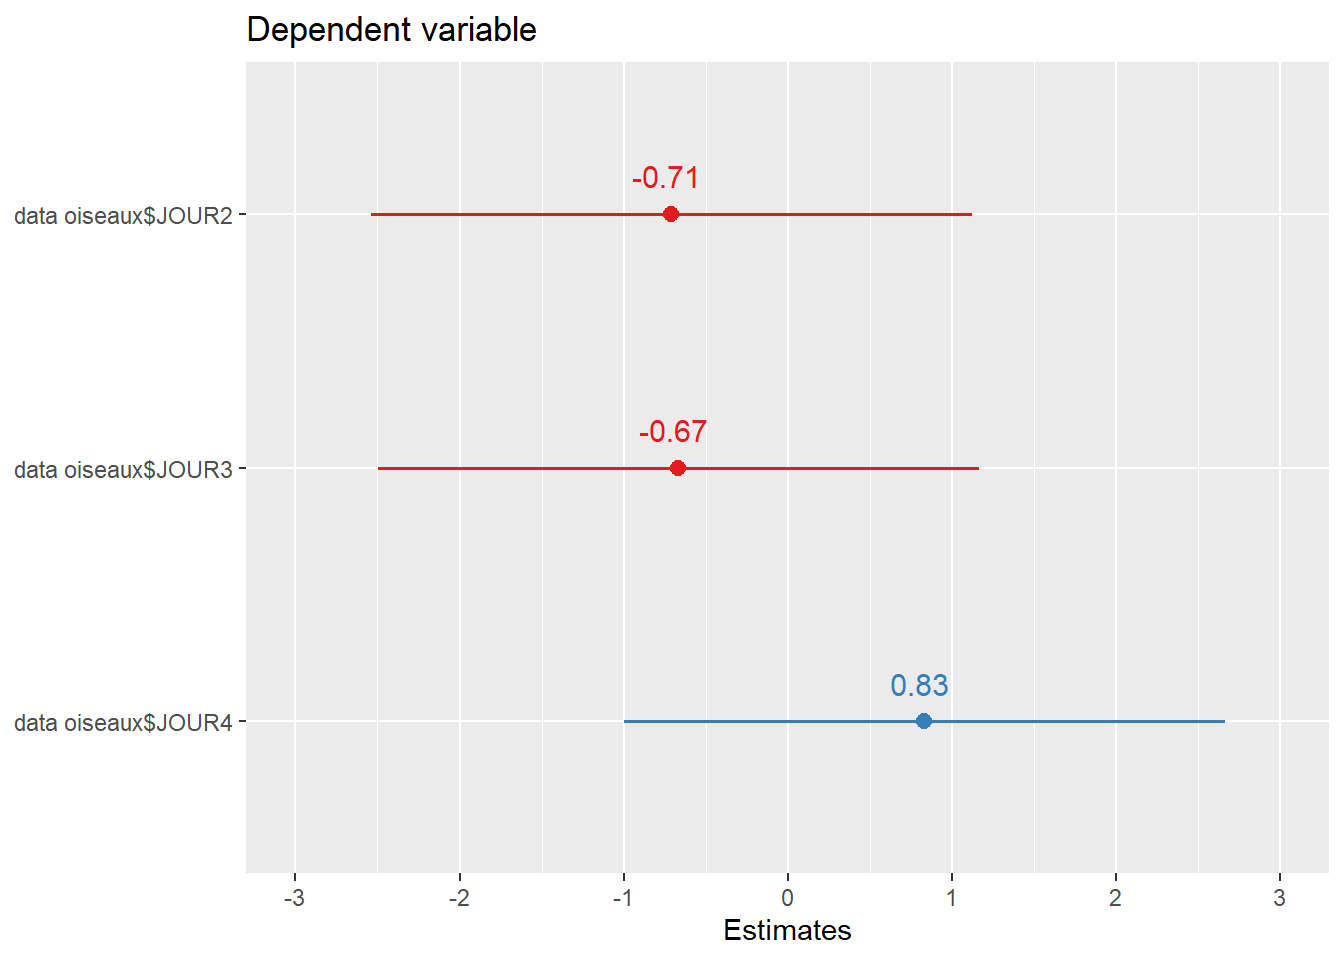 Dependent variable
-0.71
data oiseaux$JOUR2
-0.67
data oiseaux$JOUR3
0.83
data oiseaux$JOUR4
-3 -2 -1 0 1 2 3
Estimates